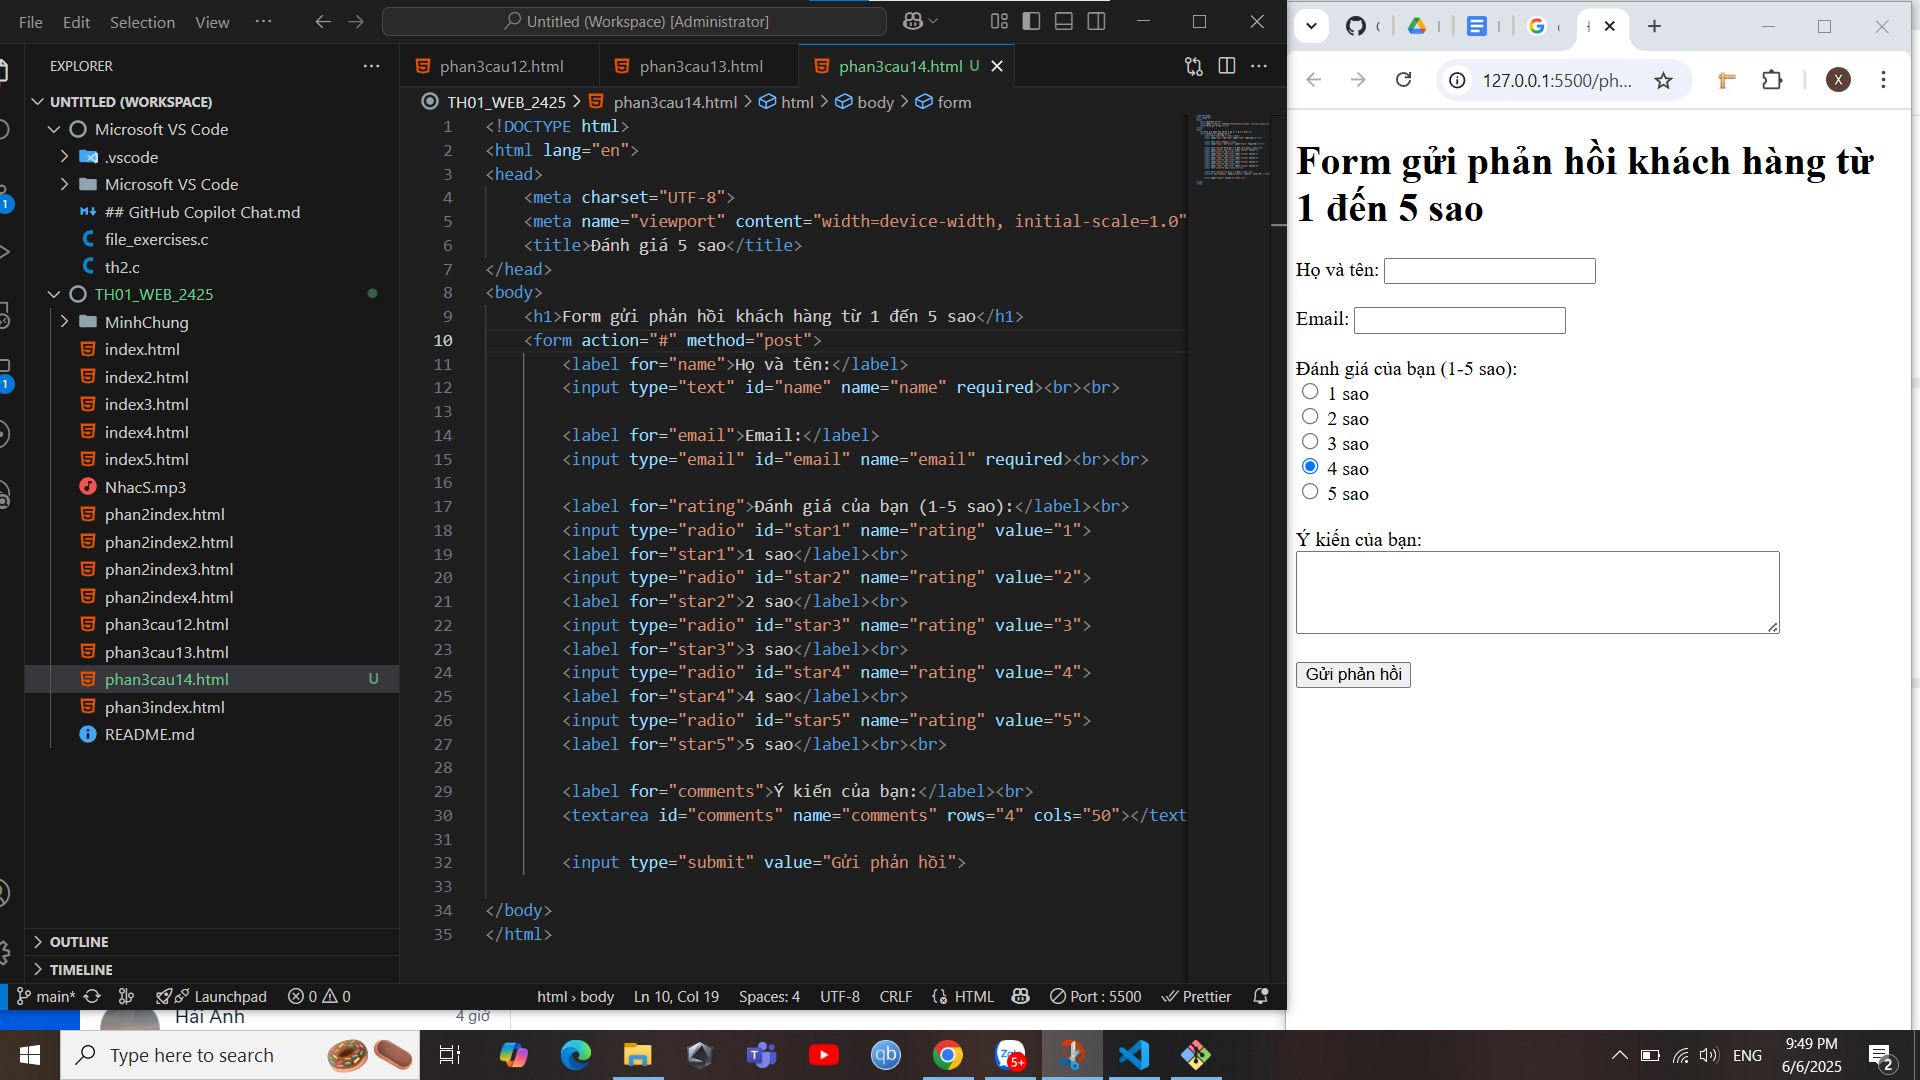 File Edit Selection View ··· Untitled (Workspace) [Administrator]
EXPLORER ···
UNTITLED (WORKSPACE)
Microsoft VS Code
.vscode
Microsoft VS Code
## GitHub Copilot Chat.md
file_exercises.c
th2.c
TH01_WEB_2425
MinhChung
index.html
index2.html
index3.html
index4.html
index5.html
NhacS.mp3
phan2index.html
phan2index2.html
phan2index3.html
phan2index4.html
phan3cau12.html
phan3cau13.html
phan3cau14.html U
phan3index.html
README.md
OUTLINE
TIMELINE
1
1
phan3cau12.html phan3cau13.html phan3cau14.html U
TH01_WEB_2425 > phan3cau14.html > html > body > form
1 <!DOCTYPE html>
2 <html lang="en">
3 <head>
4 <meta charset="UTF-8">
5 <meta name="viewport" content="width=device-width, initial-scale=1.0"
6 <title>Đánh giá 5 sao</title>
7 </head>
8 <body>
9 <h1>Form gửi phản hồi khách hàng từ 1 đến 5 sao</h1>
10 <form action="#" method="post">
11 <label for="name">Họ và tên:</label>
12 <input type="text" id="name" name="name" required><br><br>
13
14 <label for="email">Email:</label>
15 <input type="email" id="email" name="email" required><br><br>
16
17 <label for="rating">Đánh giá của bạn (1-5 sao):</label><br>
18 <input type="radio" id="star1" name="rating" value="1">
19 <label for="star1">1 sao</label><br>
20 <input type="radio" id="star2" name="rating" value="2">
21 <label for="star2">2 sao</label><br>
22 <input type="radio" id="star3" name="rating" value="3">
23 <label for="star3">3 sao</label><br>
24 <input type="radio" id="star4" name="rating" value="4">
25 <label for="star4">4 sao</label><br>
26 <input type="radio" id="star5" name="rating" value="5">
27 <label for="star5">5 sao</label><br><br>
28
29 <label for="comments">Ý kiến của bạn:</label><br>
30 <textarea id="comments" name="comments" rows="4" cols="50"></text
31
32 <input type="submit" value="Gửi phản hồi">
33
34 </body>
35 </html>
main* Launchpad 0 0 html › body Ln 10, Col 19 Spaces: 4 UTF-8 CRLF HTML Port : 5500 Prettier
127.0.0.1:5500/ph... X
Form gửi phản hồi khách hàng từ
1 đến 5 sao
Họ và tên:
Email:
Đánh giá của bạn (1-5 sao):
1 sao
2 sao
3 sao
4 sao
5 sao
Ý kiến của bạn:
Gửi phản hồi
Hải Anh 4 giờ
Type here to search qb 5+ ENG
9:49 PM
6/6/2025
2